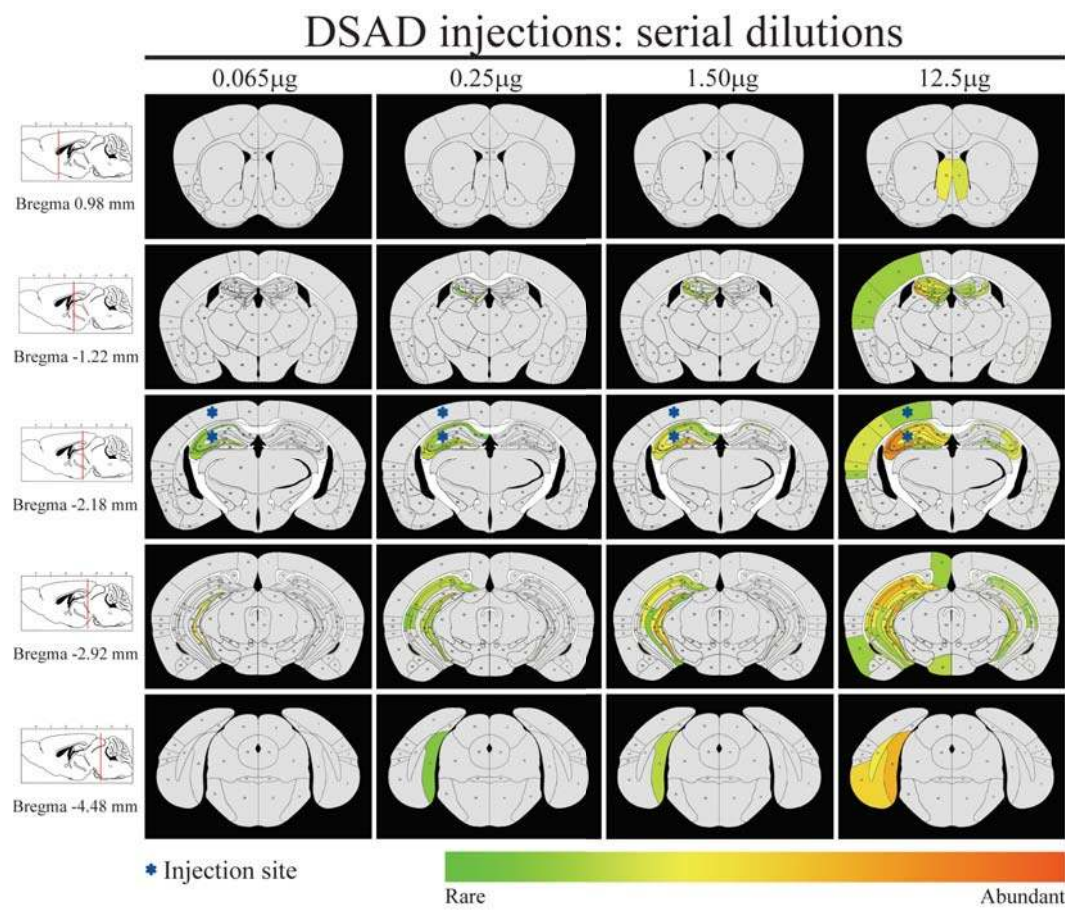 DSAD injections: serial dilutions
0.065µg 0.25µg 1.50µg 12.5µg
Bregma 0.98 mm
Bregma -1.22 mm
Bregma -2.18 mm
Bregma -2.92 mm
Bregma -4.48 mm
Injection site
Rare Abundant